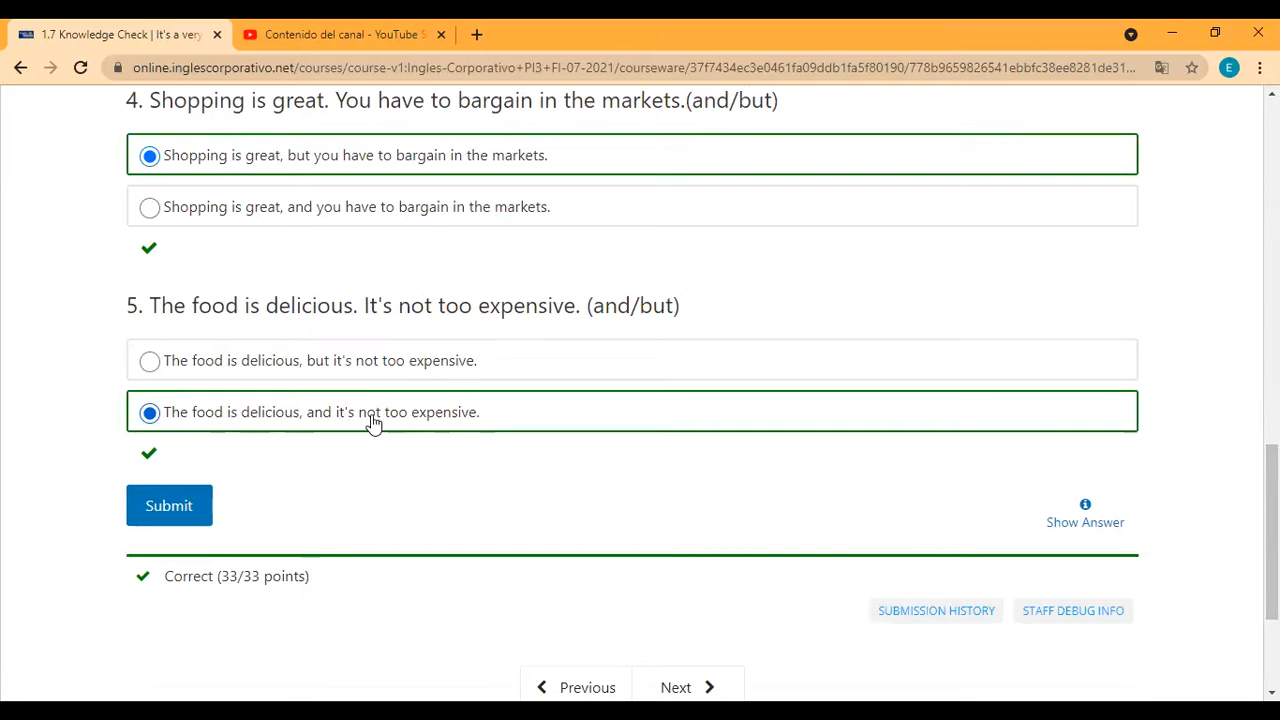 1.7 Knowledge Check | It's a very
Contenido del canal - YouTube S
online.inglescorporativo.net/courses/course-v1:Ingles-Corporativo+PI3+FI-07-2021/courseware/37f7434ec3e0461fa09ddb1fa5f80190/778b9659826541ebbfc38ee8281de31...
E
4. Shopping is great. You have to bargain in the markets.(and/but)
Shopping is great, but you have to bargain in the markets.
Shopping is great, and you have to bargain in the markets.
5. The food is delicious. It's not too expensive. (and/but)
The food is delicious, but it's not too expensive.
The food is delicious, and it's not too expensive.
Submit
Show Answer
Correct (33/33 points)
SUBMISSION HISTORY
STAFF DEBUG INFO
Previous
Next